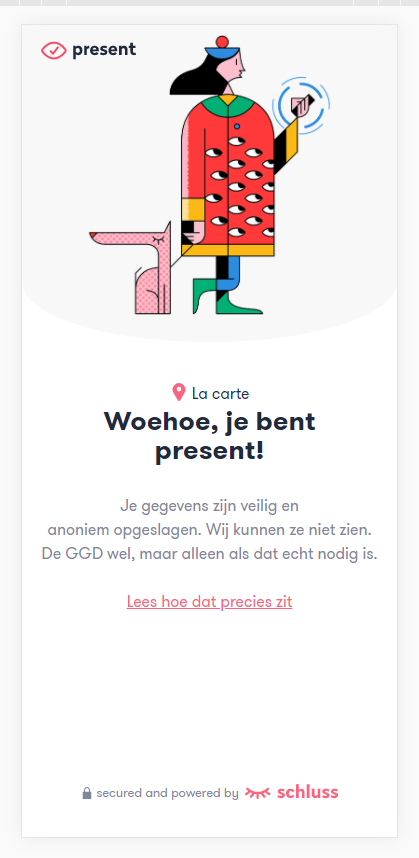 present
La carte
Woehoe, je bent
present!
Je gegevens zijn veilig en
anoniem opgeslagen. Wij kunnen ze niet zien.
De GGD wel, maar alleen als dat echt nodig is.
Lees hoe dat precies zit
secured and powered by schluss